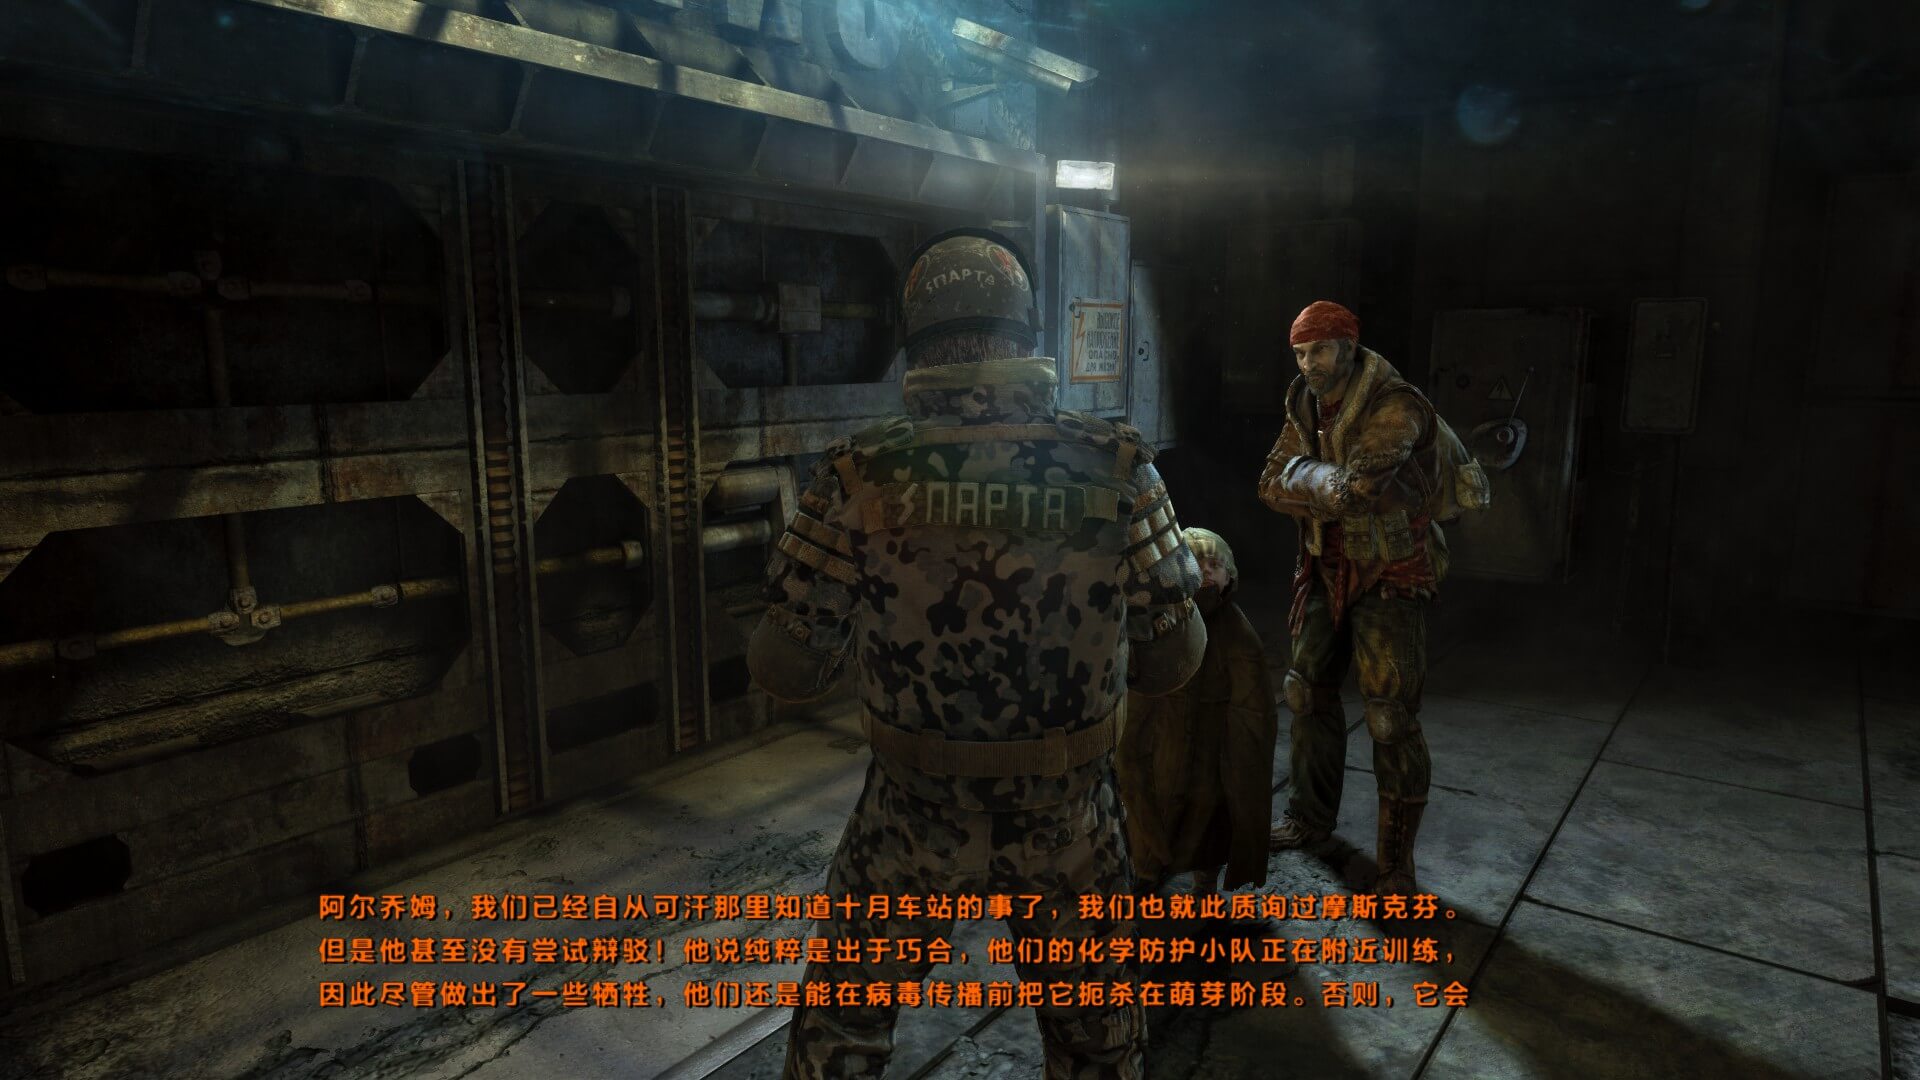 SПАРТА
ВЫСОКОЕ
НАПРЯЖЕНИЕ
ОПАСНО
ДЛЯ ЖИЗНИ
SПАРТА
阿尔乔姆，我们已经自从可汗那里知道十月车站的事了，我们也就此质询过摩斯克芬。
但是他甚至没有尝试辩驳！他说纯粹是出于巧合，他们的化学防护小队正在附近训练，
因此尽管做出了一些牺牲，他们还是能在病毒传播前把它扼杀在萌芽阶段。否则，它会